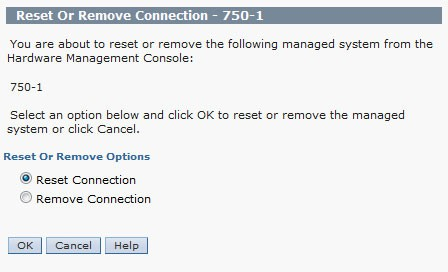 Reset Or Remove Connection - 750-1
You are about to reset or remove the following managed system from the
Hardware Management Console:
750-1
Select an option below and click OK to reset or remove the managed
system or click Cancel.
Reset Or Remove Options
Reset Connection
Remove Connection
OK Cancel Help